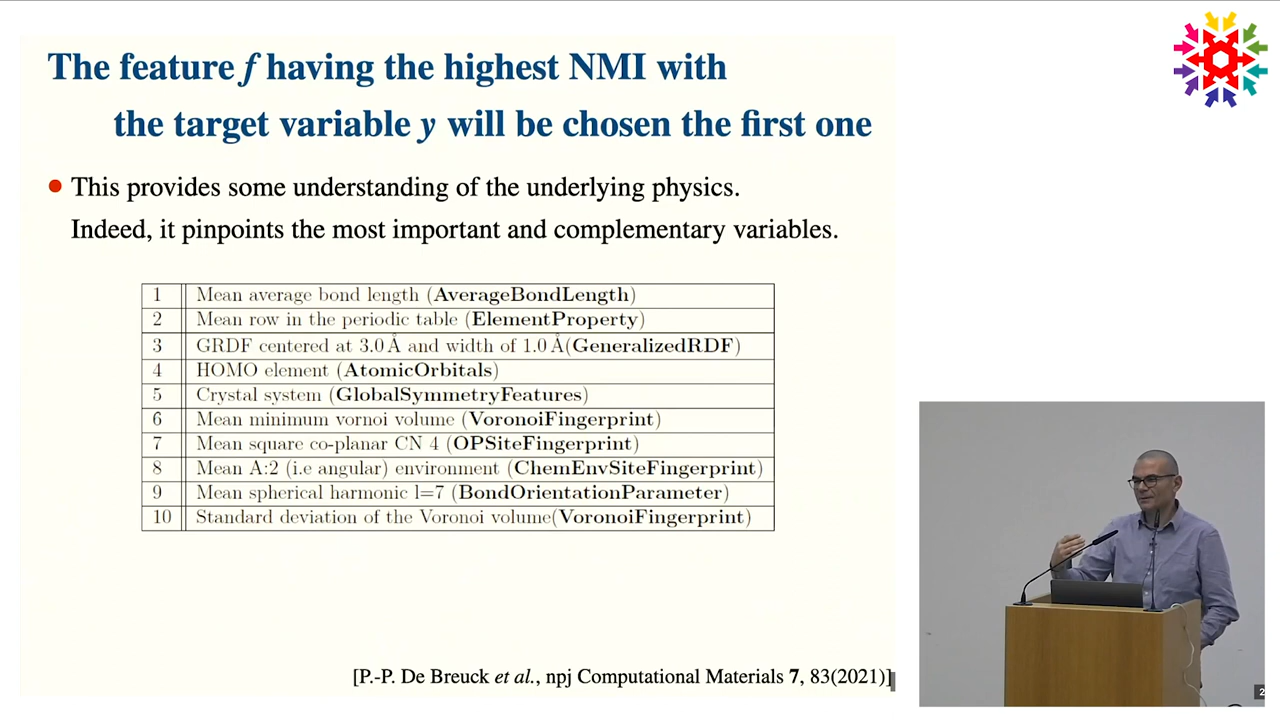 The feature f having the highest NMI with
the target variable y will be chosen the first one
• This provides some understanding of the underlying physics.
Indeed, it pinpoints the most important and complementary variables.
1 Mean average bond length (AverageBondLength)
2 Mean row in the periodic table (ElementProperty)
3 GRDF centered at 3.0 Å and width of 1.0 Å(GeneralizedRDF)
4 HOMO element (AtomicOrbitals)
5 Crystal system (GlobalSymmetryFeatures)
6 Mean minimum vornoi volume (VoronoiFingerprint)
7 Mean square co-planar CN 4 (OPSiteFingerprint)
8 Mean A:2 (i.e angular) environment (ChemEnvSiteFingerprint)
9 Mean spherical harmonic l=7 (BondOrientationParameter)
10 Standard deviation of the Voronoi volume(VoronoiFingerprint)
[P.-P. De Breuck et al., npj Computational Materials 7, 83(2021)]
2